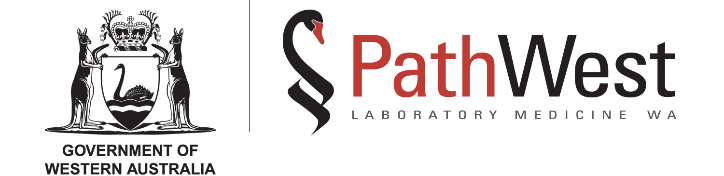 GOVERNMENT OF
WESTERN AUSTRALIA
PathWest
LABORATORY MEDICINE WA